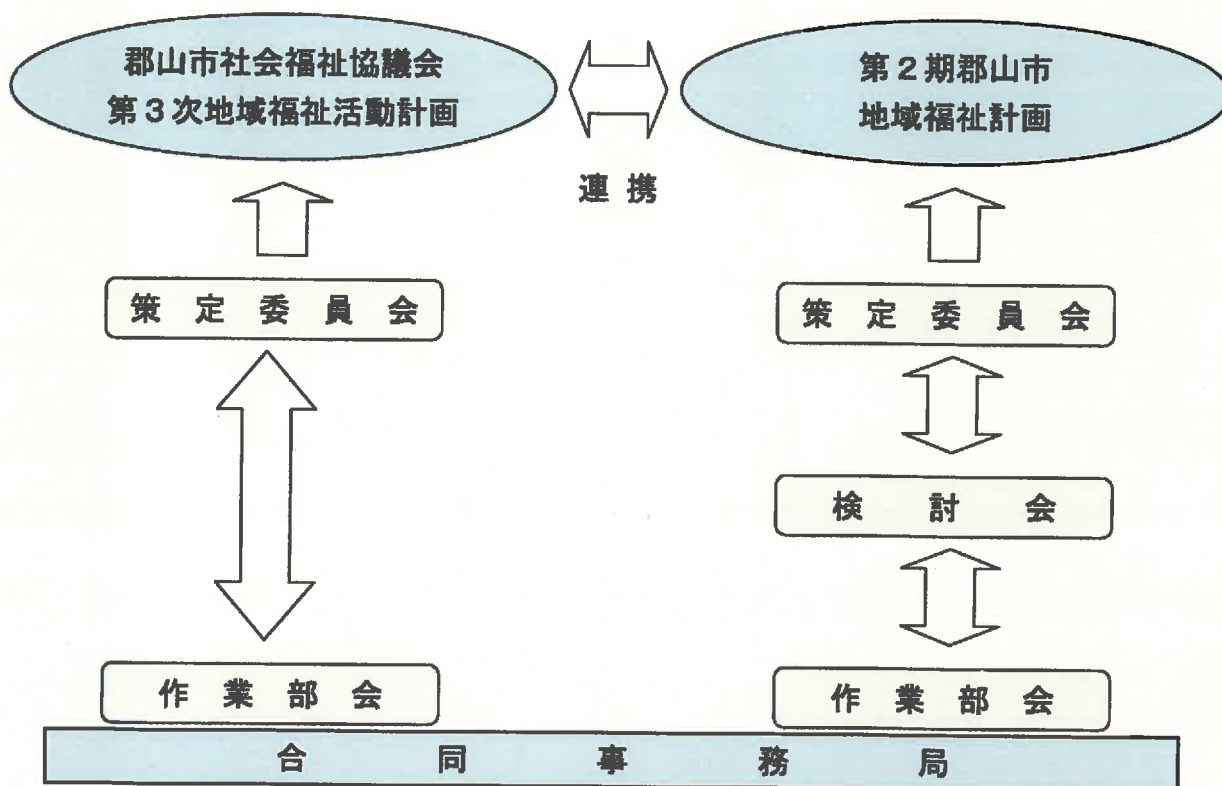 郡山市社会福祉協議会
第3次地域福祉活動計画
第2期郡山市
地域福祉計画
連携
策定委員会
策定委員会
検討会
作業部会
作業部会
合同事務局